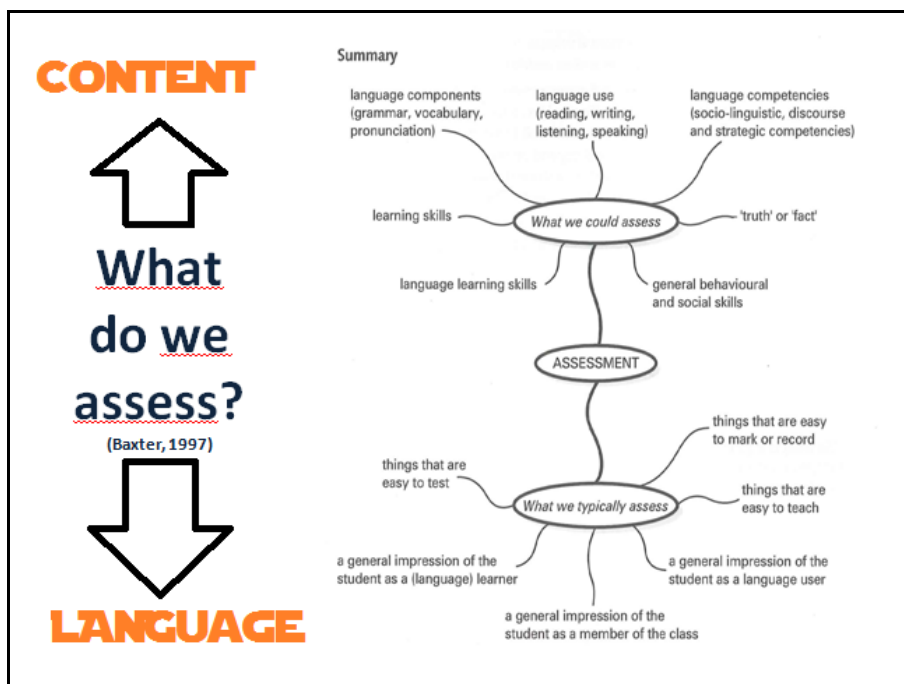 CONTENT
What
do we
assess?
(Baxter, 1997)
LANGUAGE
Summary
language components
(grammar, vocabulary,
pronunciation)
language use
(reading, writing,
listening, speaking)
language competencies
(socio-linguistic, discourse
and strategic competencies)
learning skills
What we could assess
'truth' or 'fact'
language learning skills
general behavioural
and social skills
ASSESSMENT
things that are easy
to mark or record
things that are
easy to test
What we typically assess
things that are
easy to teach
a general impression of the
student as a (language) learner
a general impression of the
student as a language user
a general impression of the
student as a member of the class